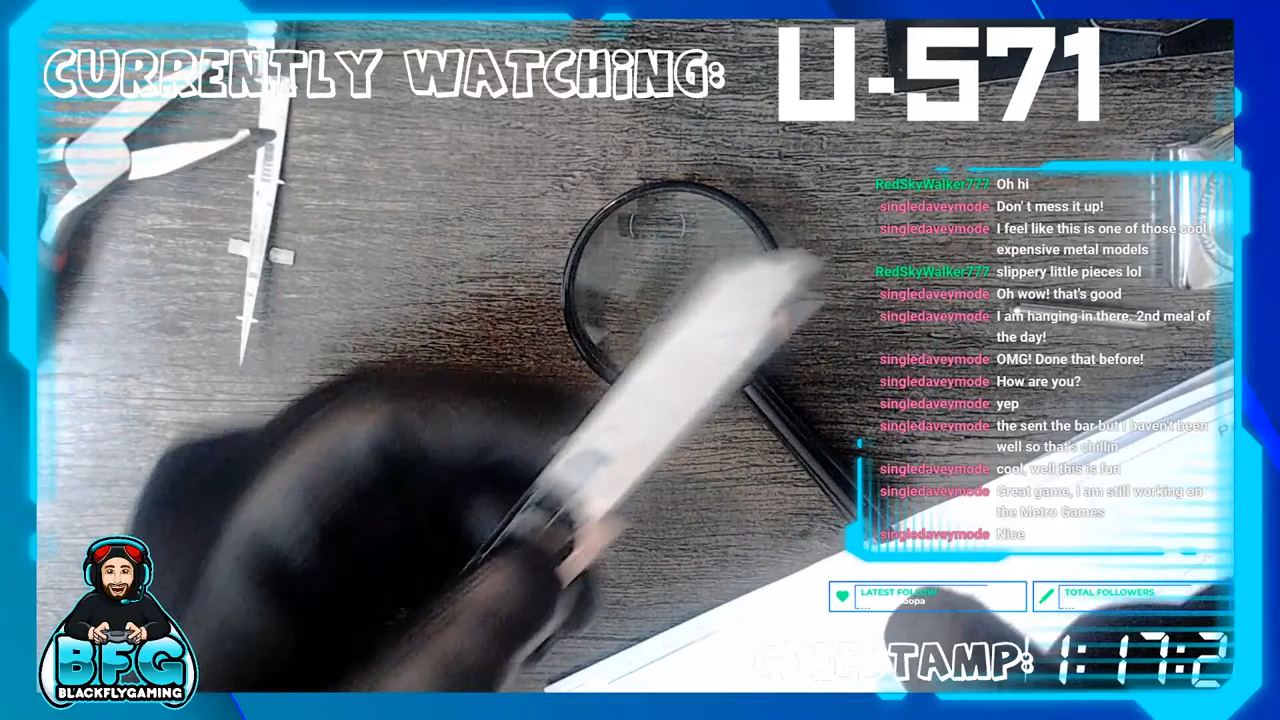 CURRENTLY WATCHING:
U-571
RedSkyWalker777 Oh hi
singledaveymode Don't mess it up!
singledaveymode I feel like this is one of those cool
expensive metal models
RedSkyWalker777 slippery little pieces lol
singledaveymode Oh wow! that's good
singledaveymode I am hanging in there. 2nd meal of
the day!
singledaveymode OMG! Done that before!
singledaveymode How are you?
singledaveymode yep
singledaveymode the sent the bar but I haven't been
well so that's chillin
singledaveymode cool, well this is fun
singledaveymode Great game, I am still working on
the Metro Games
singledaveymode Nice
LATEST FOLLOW
TOTAL FOLLOWERS
1:17:2
BFG
BLACKFLYGAMING